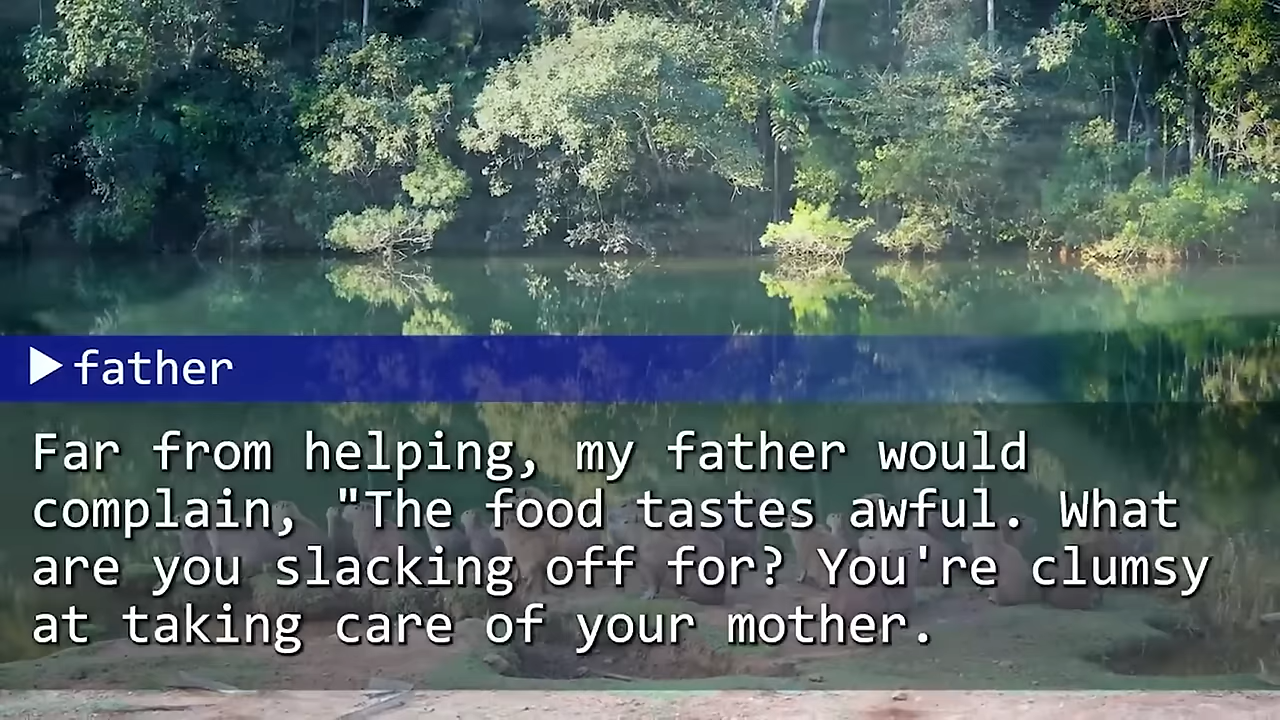 ▶father
Far from helping, my father would
complain, "The food tastes awful. What
are you slacking off for? You're clumsy
at taking care of your mother.